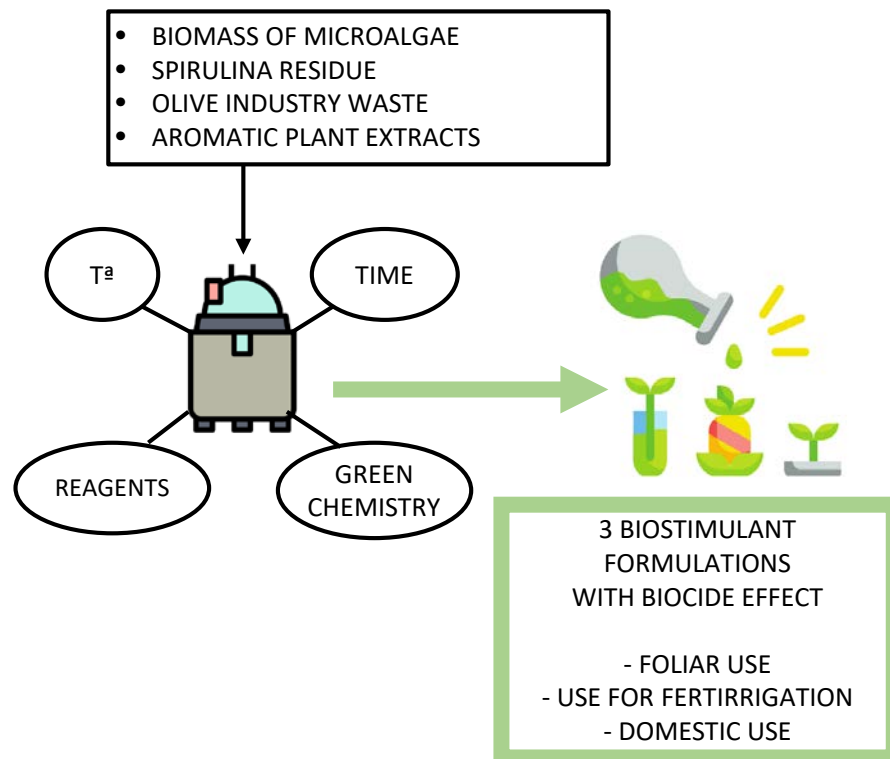 • BIOMASS OF MICROALGAE
• SPIRULINA RESIDUE
• OLIVE INDUSTRY WASTE
• AROMATIC PLANT EXTRACTS
Tª
TIME
REAGENTS
GREEN
CHEMISTRY
3 BIOSTIMULANT
FORMULATIONS
WITH BIOCIDE EFFECT
- FOLIAR USE
- USE FOR FERTIRRIGATION
- DOMESTIC USE